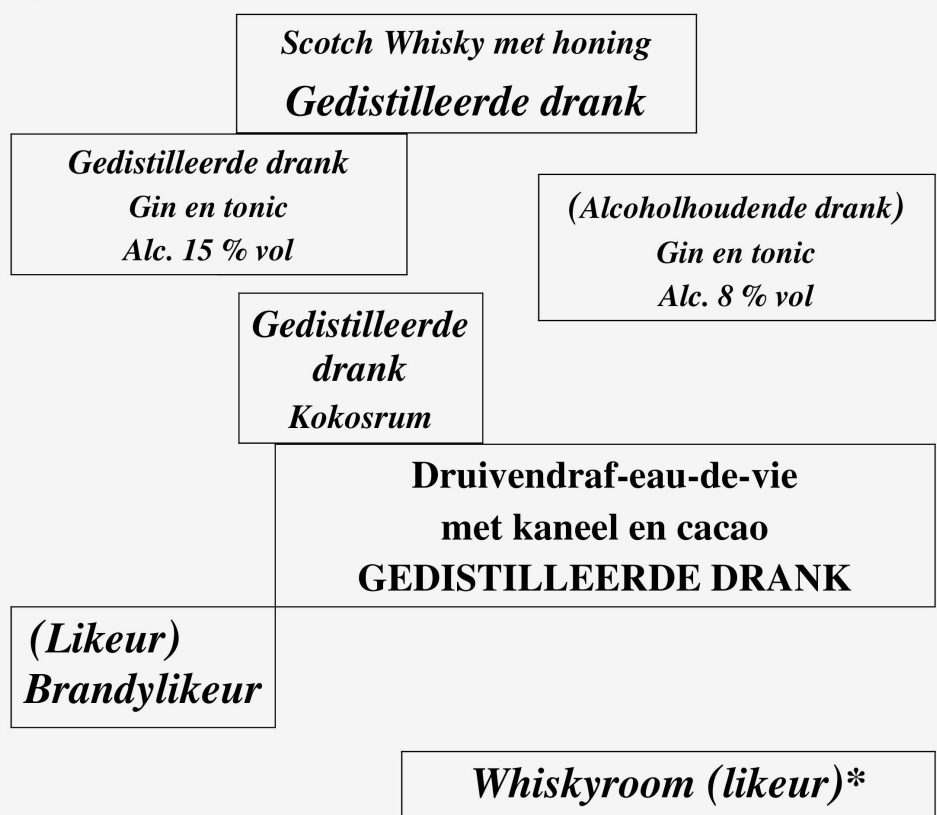 Scotch Whisky met honing
Gedistilleerde drank
Gedistilleerde drank
Gin en tonic
Alc. 15 % vol
(Alcoholhoudende drank)
Gin en tonic
Alc. 8 % vol
Gedistilleerde
drank
Kokosrum
Druivendraf-eau-de-vie
met kaneel en cacao
GEDISTILLEERDE DRANK
(Likeur)
Brandylikeur
Whiskyroom (likeur)*